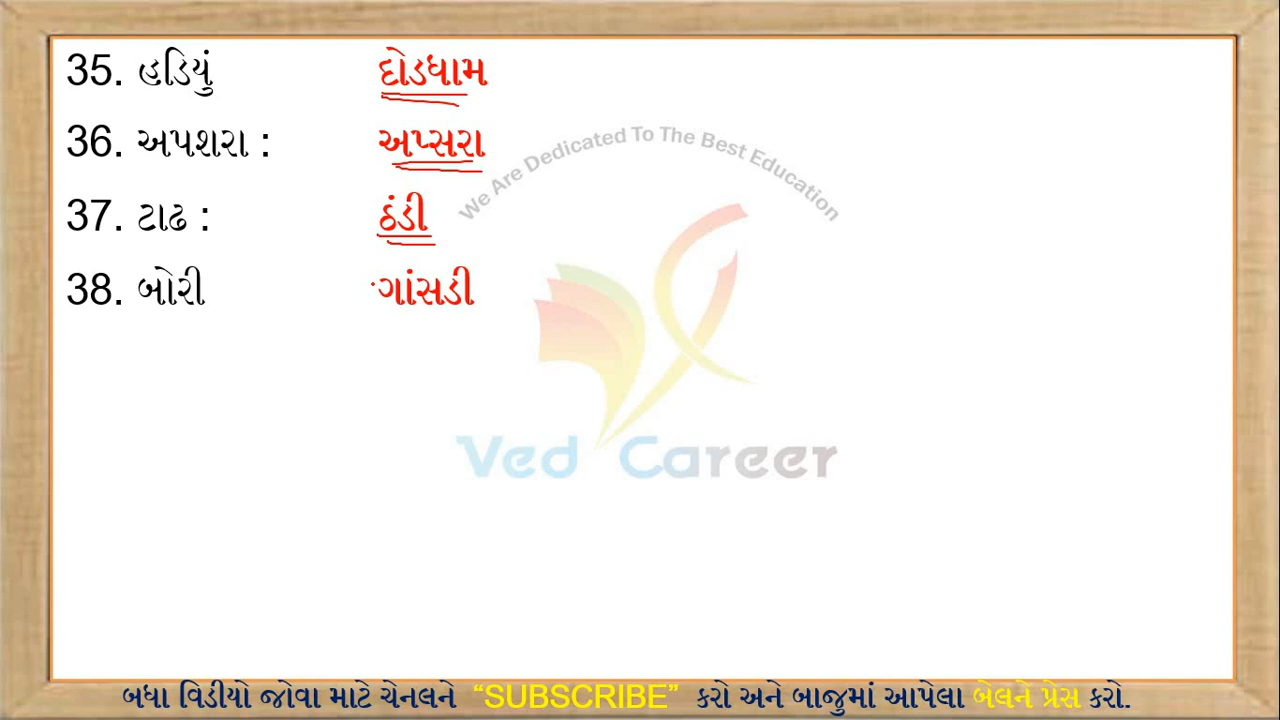 35. હડિયું દોડધામ
36. અપશરા : અપ્સરા
37. ટાઢ : ઠંડી
38. બોરી ગાંસડી
We Are Dedicated To The Best Education
Ved Career
બધા વિડીયો જોવા માટે ચેનલને “SUBSCRIBE” કરો અને બાજુમાં આપેલા બેલને પ્રેસ કરો.